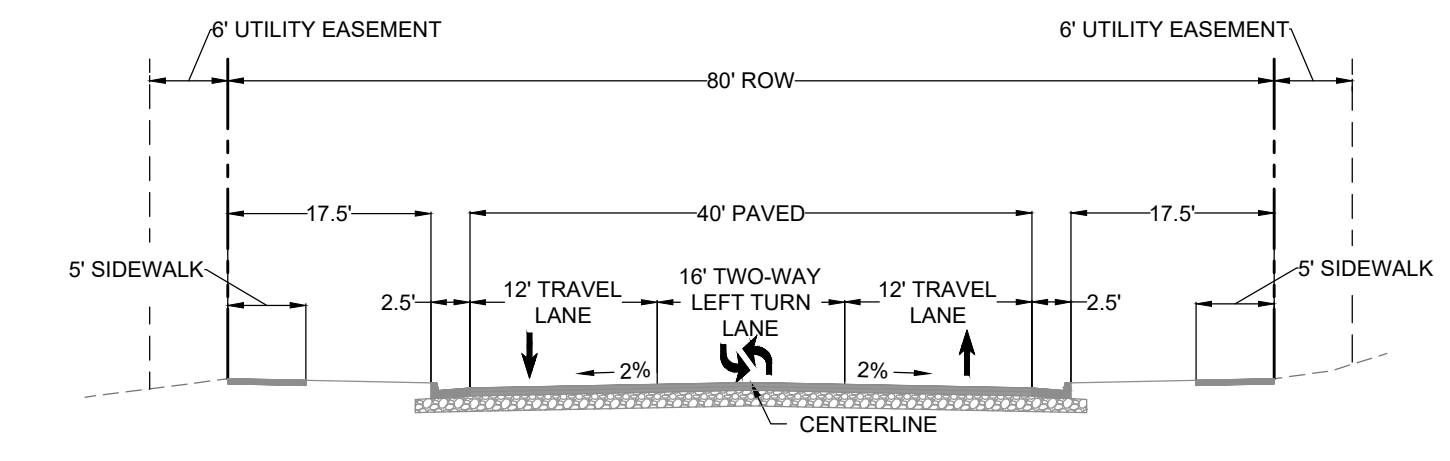 6' UTILITY EASEMENT
6' UTILITY EASEMENT
80' ROW
17.5'
40' PAVED
17.5'
5' SIDEWALK
5' SIDEWALK
2.5'
12' TRAVEL
LANE
16' TWO-WAY
LEFT TURN
LANE
12' TRAVEL
LANE
2.5'
2%
2%
CENTERLINE